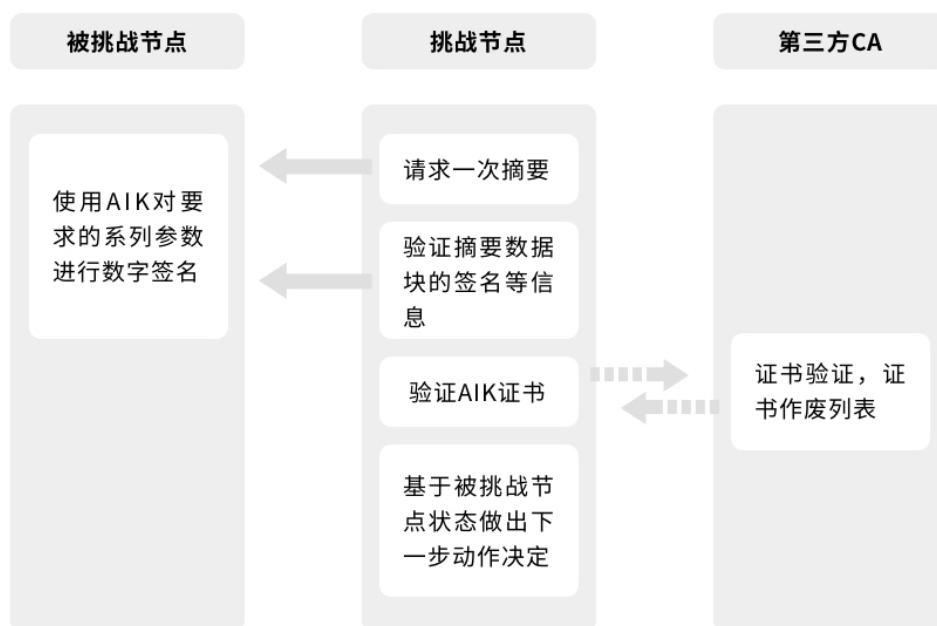 被挑战节点
挑战节点
第三方CA
使用AIK对要
求的系列参数
进行数字签名
请求一次摘要
验证摘要数据
块的签名等信
息
验证AIK证书
基于被挑战节
点状态做出下
一步动作决定
证书验证，证
书作废列表